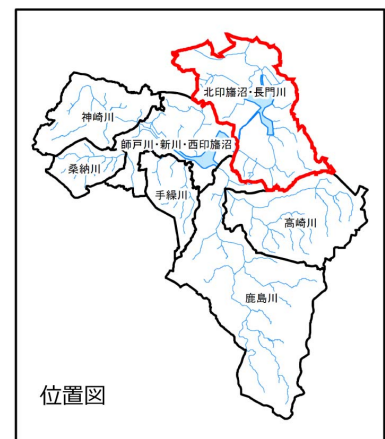 北印旛沼・長門川
神崎川
師戸川・新川・西印旛沼
桑納川
手繰川
高崎川
鹿島川
位置図